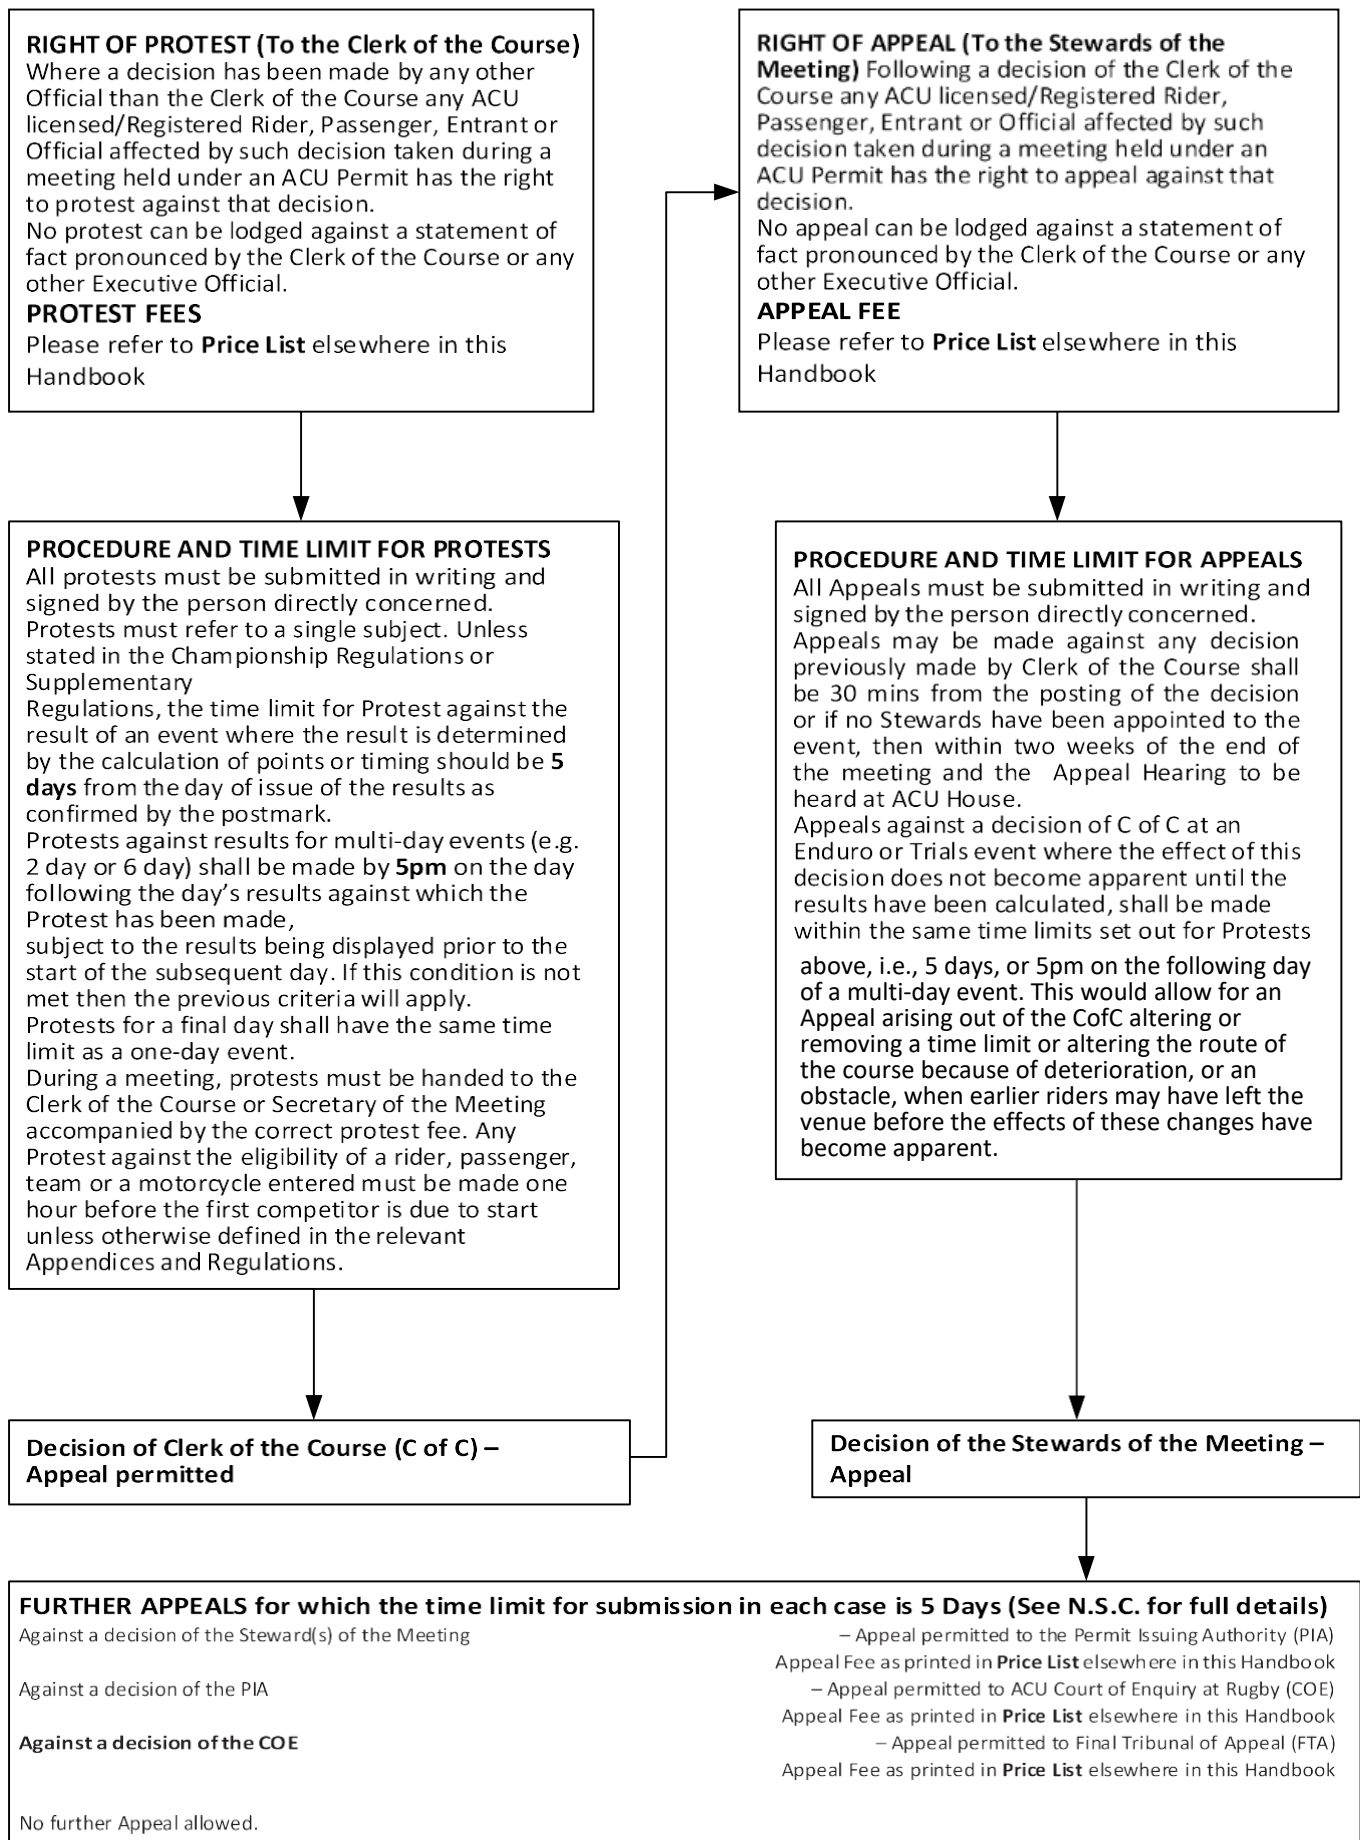 RIGHT OF PROTEST (To the Clerk of the Course)
Where a decision has been made by any other
Official than the Clerk of the Course any ACU
licensed/Registered Rider, Passenger, Entrant or
Official affected by such decision taken during a
meeting held under an ACU Permit has the right
to protest against that decision.
No protest can be lodged against a statement of
fact pronounced by the Clerk of the Course or any
other Executive Official.
PROTEST FEES
Please refer to Price List elsewhere in this
Handbook
PROCEDURE AND TIME LIMIT FOR PROTESTS
All protests must be submitted in writing and
signed by the person directly concerned.
Protests must refer to a single subject. Unless
stated in the Championship Regulations or
Supplementary
Regulations, the time limit for Protest against the
result of an event where the result is determined
by the calculation of points or timing should be 5
days from the day of issue of the results as
confirmed by the postmark.
Protests against results for multi-day events (e.g.
2 day or 6 day) shall be made by 5pm on the day
following the day's results against which the
Protest has been made,
subject to the results being displayed prior to the
start of the subsequent day. If this condition is not
met then the previous criteria will apply.
Protests for a final day shall have the same time
limit as a one-day event.
During a meeting, protests must be handed to the
Clerk of the Course or Secretary of the Meeting
accompanied by the correct protest fee. Any
Protest against the eligibility of a rider, passenger,
team or a motorcycle entered must be made one
hour before the first competitor is due to start
unless otherwise defined in the relevant
Appendices and Regulations.
Decision of Clerk of the Course (C of C) –
Appeal permitted
RIGHT OF APPEAL (To the Stewards of the
Meeting) Following a decision of the Clerk of the
Course any ACU licensed/Registered Rider,
Passenger, Entrant or Official affected by such
decision taken during a meeting held under an
ACU Permit has the right to appeal against that
decision.
No appeal can be lodged against a statement of
fact pronounced by the Clerk of the Course or any
other Executive Official.
APPEAL FEE
Please refer to Price List elsewhere in this
Handbook
PROCEDURE AND TIME LIMIT FOR APPEALS
All Appeals must be submitted in writing and
signed by the person directly concerned.
Appeals may be made against any decision
previously made by Clerk of the Course shall
be 30 mins from the posting of the decision
or if no Stewards have been appointed to the
event, then within two weeks of the end of
the meeting and the Appeal Hearing to be
heard at ACU House.
Appeals against a decision of C of C at an
Enduro or Trials event where the effect of this
decision does not become apparent until the
results have been calculated, shall be made
within the same time limits set out for Protests
above, i.e., 5 days, or 5pm on the following day
of a multi-day event. This would allow for an
Appeal arising out of the CofC altering or
removing a time limit or altering the route of
the course because of deterioration, or an
obstacle, when earlier riders may have left the
venue before the effects of these changes have
become apparent.
Decision of the Stewards of the Meeting –
Appeal
FURTHER APPEALS for which the time limit for submission in each case is 5 Days (See N.S.C. for full details)
Against a decision of the Steward(s) of the Meeting – Appeal permitted to the Permit Issuing Authority (PIA)
Appeal Fee as printed in Price List elsewhere in this Handbook
Against a decision of the PIA – Appeal permitted to ACU Court of Enquiry at Rugby (COE)
Appeal Fee as printed in Price List elsewhere in this Handbook
Against a decision of the COE – Appeal permitted to Final Tribunal of Appeal (FTA)
Appeal Fee as printed in Price List elsewhere in this Handbook
No further Appeal allowed.